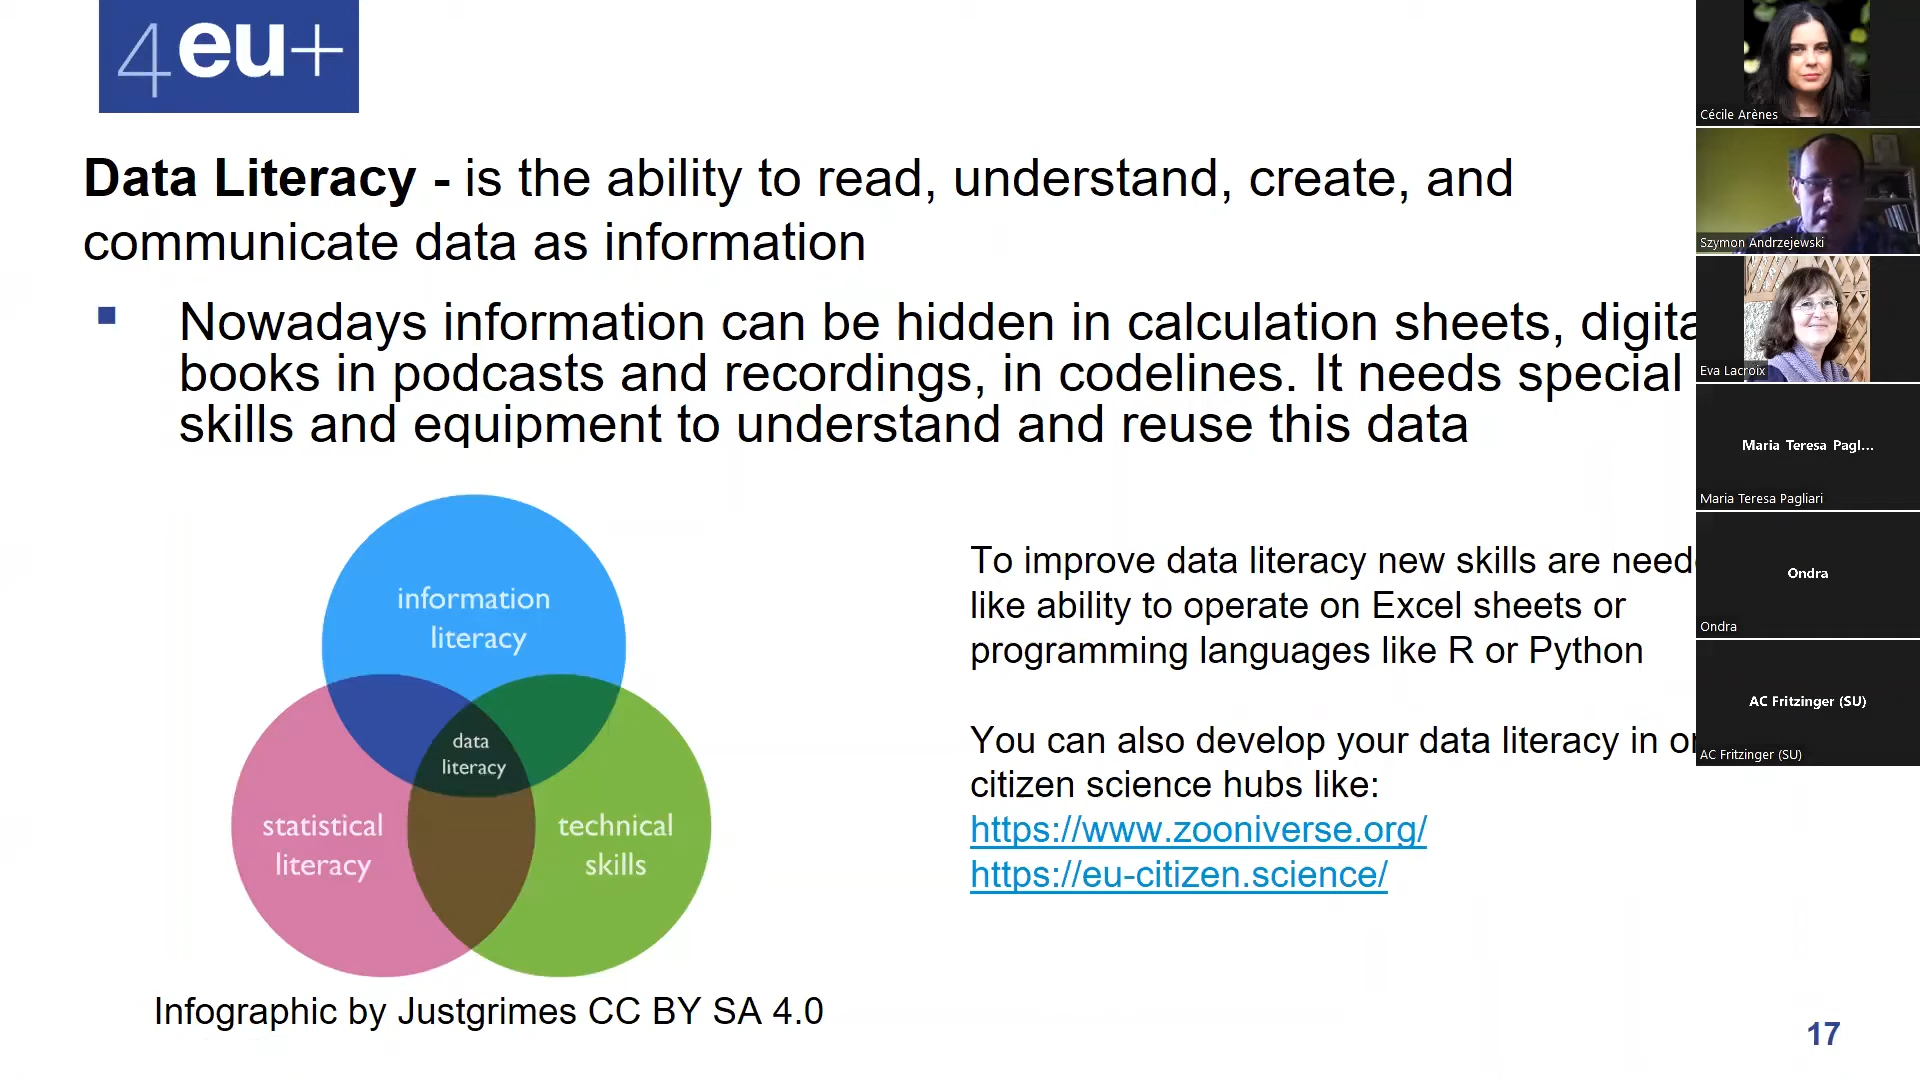 4eu+
Data Literacy - is the ability to read, understand, create, and
communicate data as information
Nowadays information can be hidden in calculation sheets, digita
books in podcasts and recordings, in codelines. It needs special
skills and equipment to understand and reuse this data
information
literacy
data
literacy
statistical
literacy
technical
skills
Infographic by Justgrimes CC BY SA 4.0
To improve data literacy new skills are need
like ability to operate on Excel sheets or
programming languages like R or Python
You can also develop your data literacy in on
citizen science hubs like:
https://www.zooniverse.org/
https://eu-citizen.science/
17
Cécile Arènes
Szymon Andrzejewski
Eva Lacroix
Maria Teresa Pagl...
Maria Teresa Pagliari
Ondra
Ondra
AC Fritzinger (SU)
AC Fritzinger (SU)